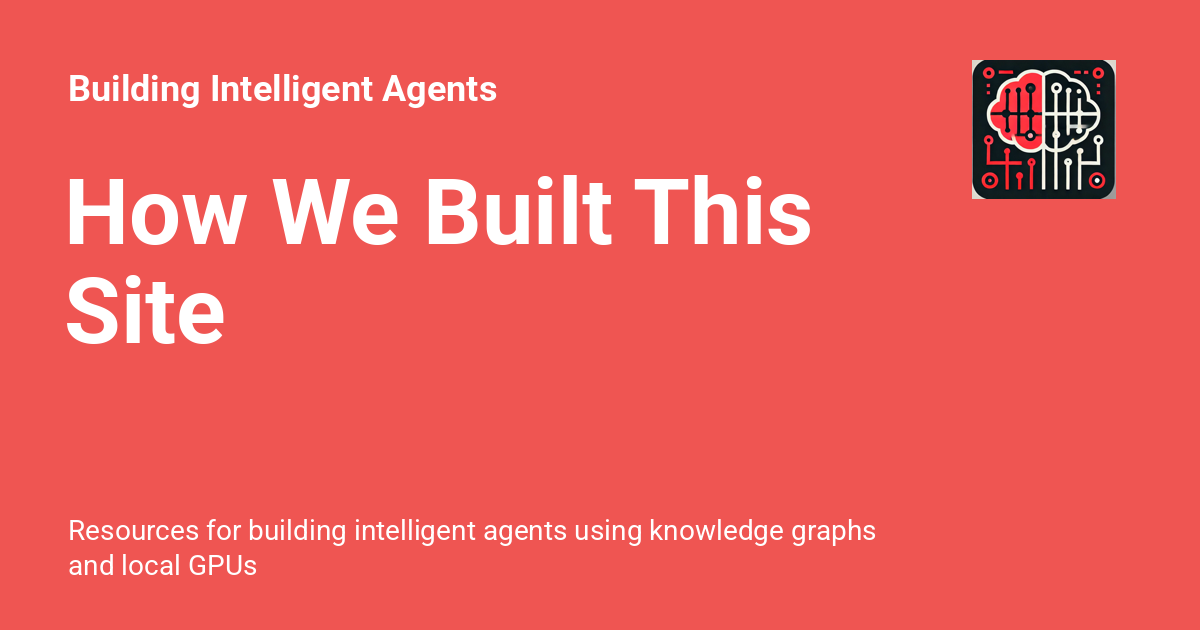 Building Intelligent Agents
How We Built This
Site
Resources for building intelligent agents using knowledge graphs
and local GPUs